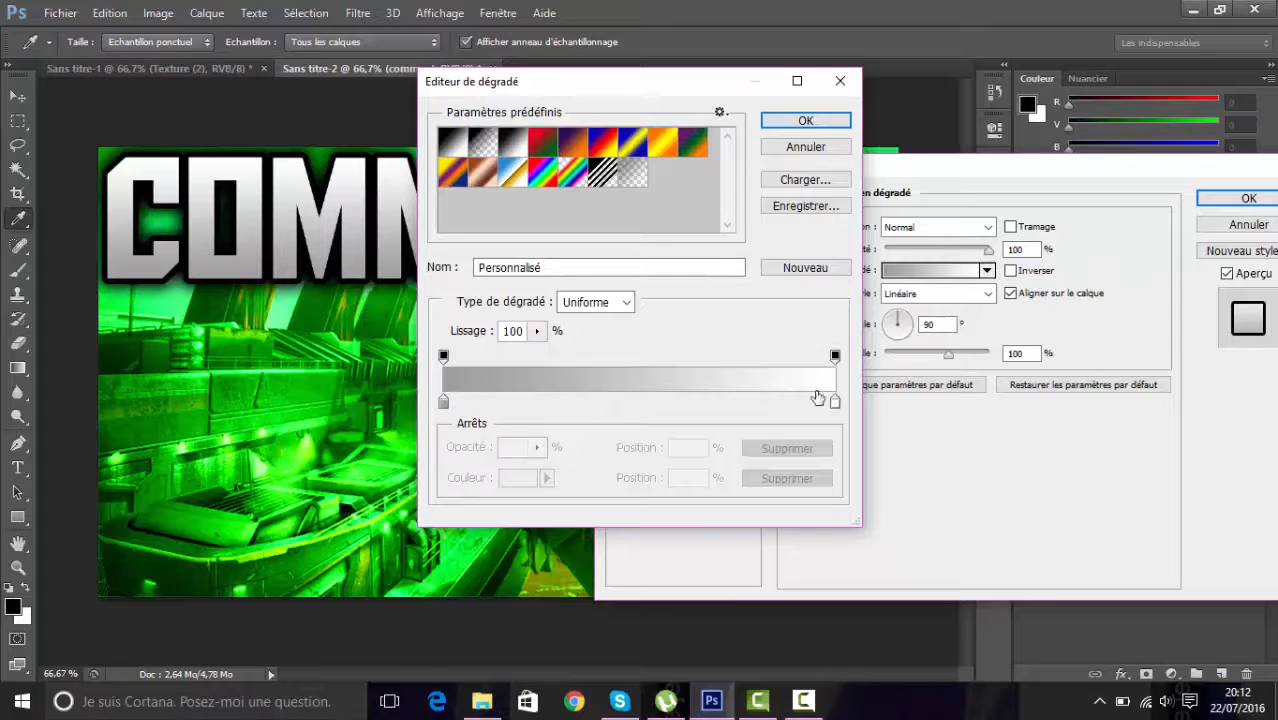 Ps Fichier Edition Image Calque Texte Sélection Filtre 3D Affichage Fenêtre Aide
Taille : Echantillon ponctuel Echantillon : Tous les calques Afficher anneau d'échantillonnage Les indispensables
Sans titre-1 @ 66,7% (Texture (2), RVB/8) * × Sans titre-2 @ 66,7%
Couleur Nuancier
R 0
V 0
B
COMM
Editeur de dégradé
Paramètres prédéfinis
OK
Annuler
Charger...
Enregistrer...
Nom : Personnalisé Nouveau
Type de dégradé : Uniforme
Lissage : 100 %
Arrêts
Opacité : % Position : % Supprimer
Couleur : Position : % Supprimer
en dégradé
Normal Tramage
100 %
Inverser
Linéaire Aligner sur le calque
90 °
100 %
que paramètres par défaut Restaurer les paramètres par défaut
OK
Annuler
Nouveau style
Aperçu
66,67 % Doc : 2,64 Mo/4,78 Mo
fx
Je suis Cortana. Posez-moi une question.
Ps
20:12
22/07/2016